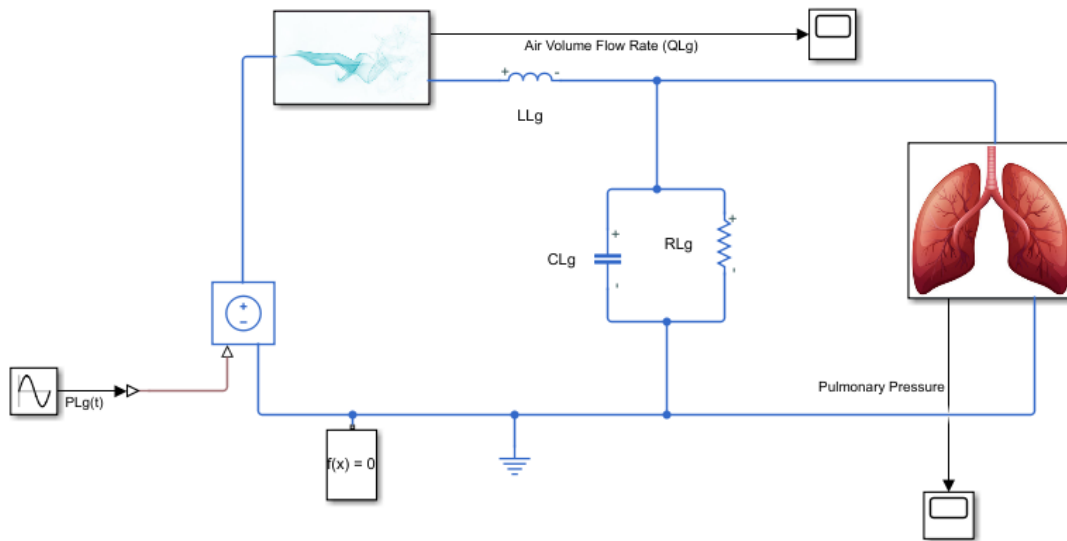 Air Volume Flow Rate (QLg)
LLg
CLg
RLg
PLg(t)
Pulmonary Pressure
f(x) = 0